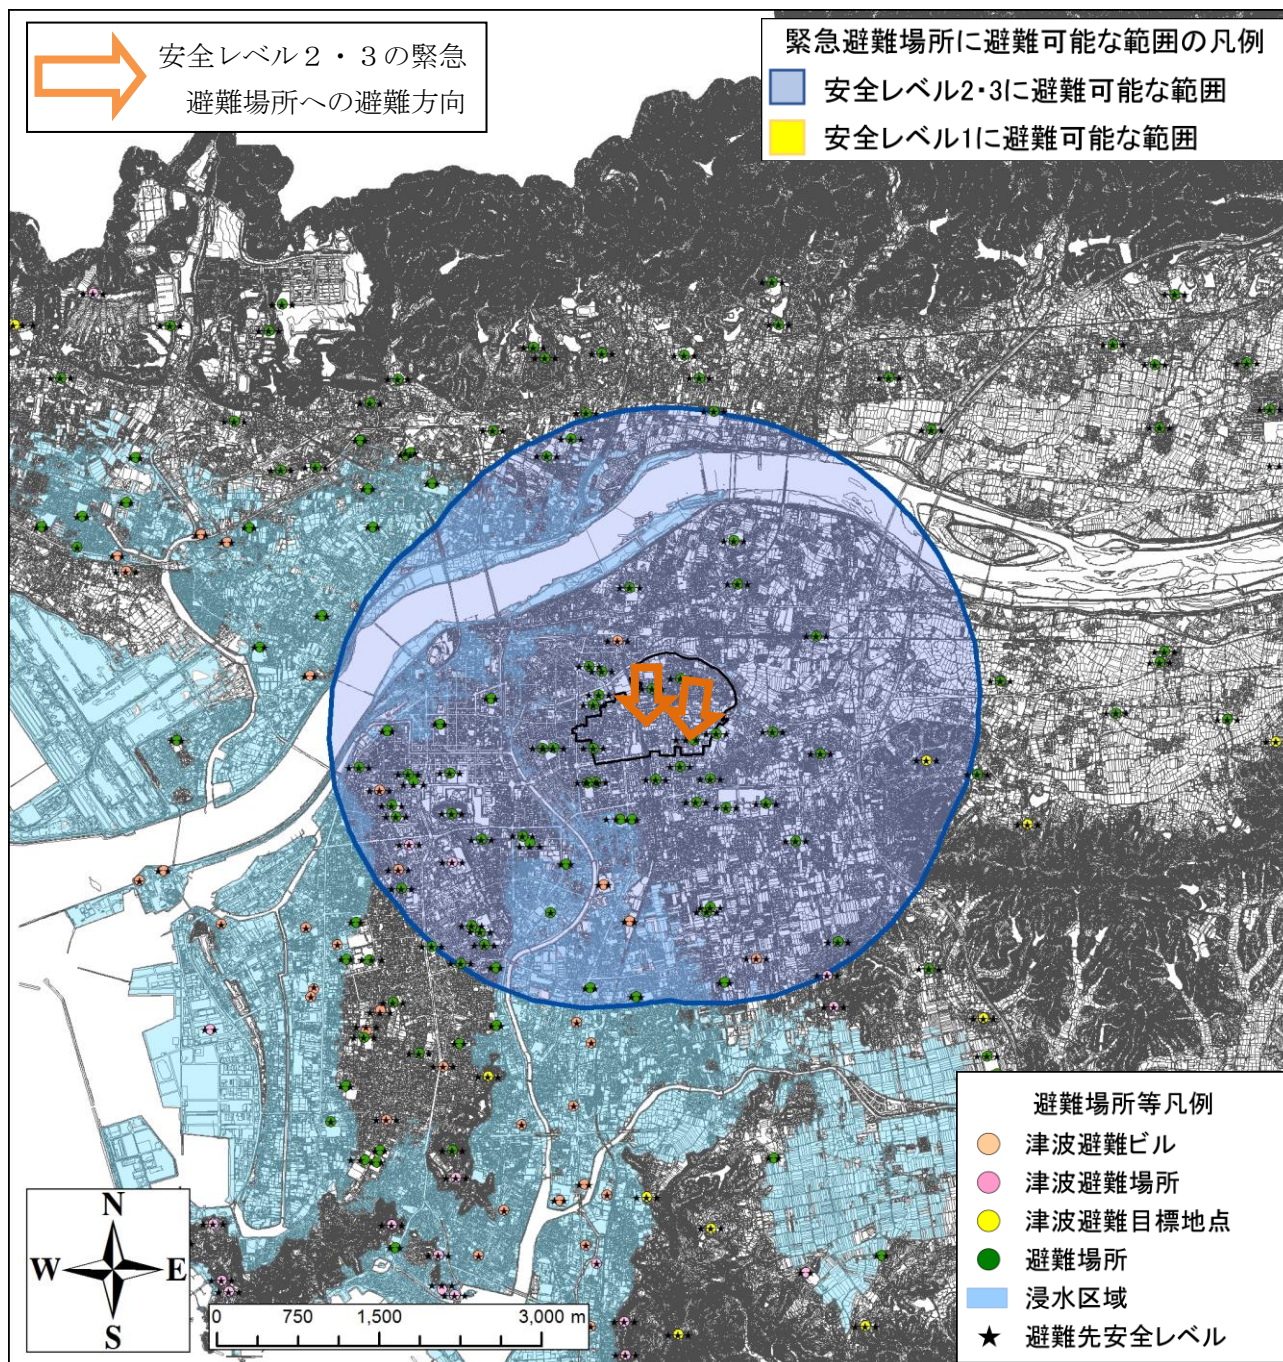 安全レベル２・３の緊急
避難場所への避難方向
緊急避難場所に避難可能な範囲の凡例
安全レベル2・3に避難可能な範囲
安全レベル1に避難可能な範囲
避難場所等凡例
津波避難ビル
津波避難場所
津波避難目標地点
避難場所
浸水区域
避難先安全レベル
N
W E
S
0 750 1,500 3,000 m